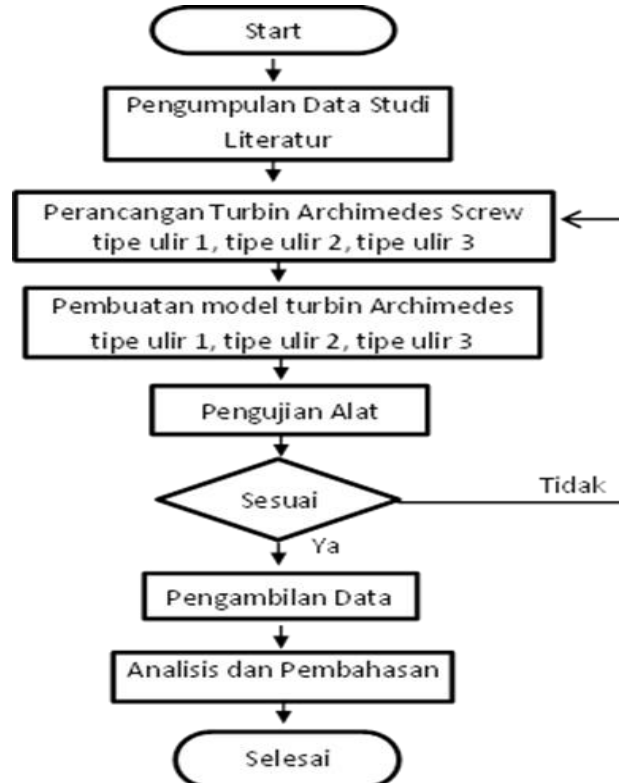 Start
Pengumpulan Data Studi
Literatur
Perancangan Turbin Archimedes Screw
tipe ulir 1, tipe ulir 2, tipe ulir 3
Pembuatan model turbin Archimedes
tipe ulir 1, tipe ulir 2, tipe ulir 3
Pengujian Alat
Sesuai
Tidak
Ya
Pengambilan Data
Analisis dan Pembahasan
Selesai